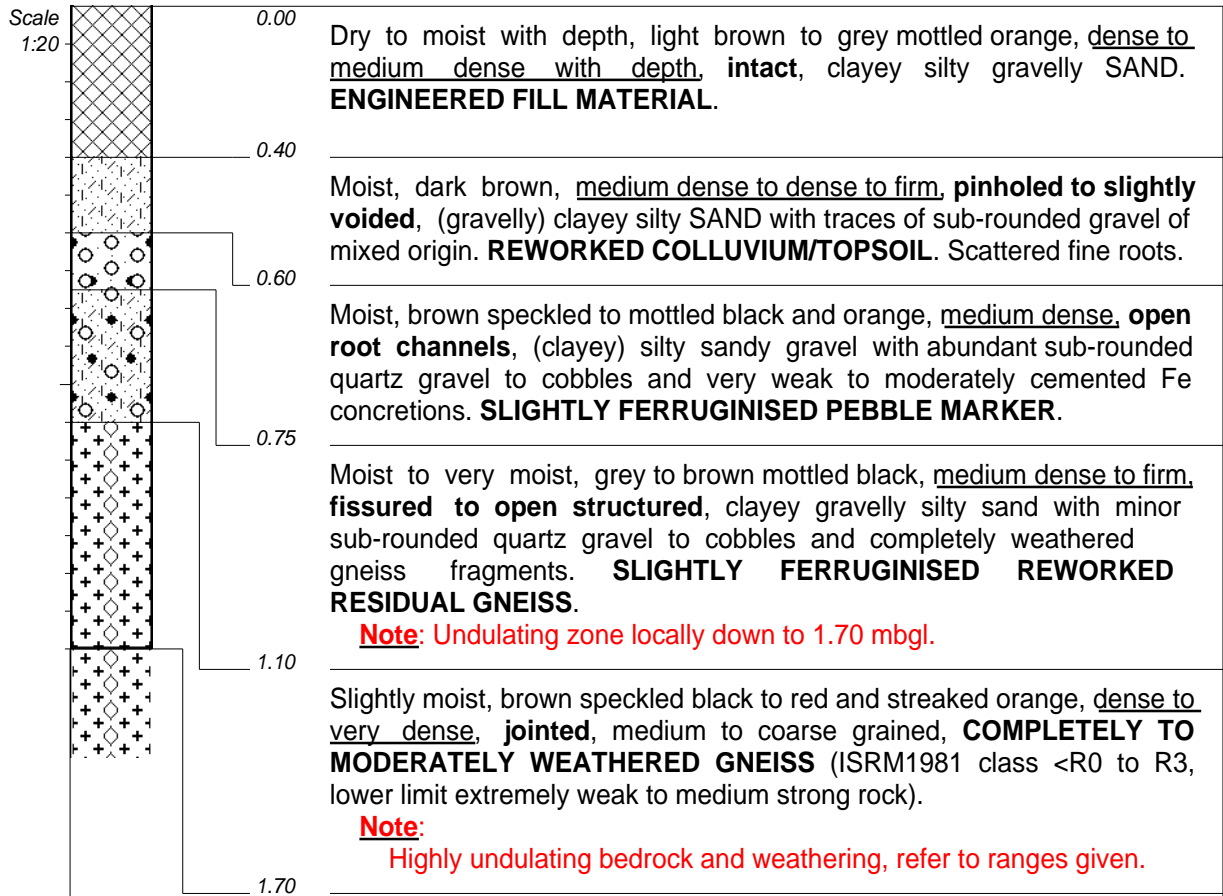 Scale
1:20
0.00
Dry to moist with depth, light brown to grey mottled orange, dense to
medium dense with depth, intact, clayey silty gravelly SAND.
ENGINEERED FILL MATERIAL.
0.40
Moist, dark brown, medium dense to dense to firm, pinholed to slightly
voided, (gravelly) clayey silty SAND with traces of sub-rounded gravel of
mixed origin. REWORKED COLLUVIUM/TOPSOIL. Scattered fine roots.
0.60
Moist, brown speckled to mottled black and orange, medium dense, open
root channels, (clayey) silty sandy gravel with abundant sub-rounded
quartz gravel to cobbles and very weak to moderately cemented Fe
concretions. SLIGHTLY FERRUGINISED PEBBLE MARKER.
0.75
Moist to very moist, grey to brown mottled black, medium dense to firm,
fissured to open structured, clayey gravelly silty sand with minor
sub-rounded quartz gravel to cobbles and completely weathered
gneiss fragments. SLIGHTLY FERRUGINISED REWORKED
RESIDUAL GNEISS.
Note: Undulating zone locally down to 1.70 mbgl.
1.10
Slightly moist, brown speckled black to red and streaked orange, dense to
very dense, jointed, medium to coarse grained, COMPLETELY TO
MODERATELY WEATHERED GNEISS (ISRM1981 class <R0 to R3,
lower limit extremely weak to medium strong rock).
Note:
Highly undulating bedrock and weathering, refer to ranges given.
1.70